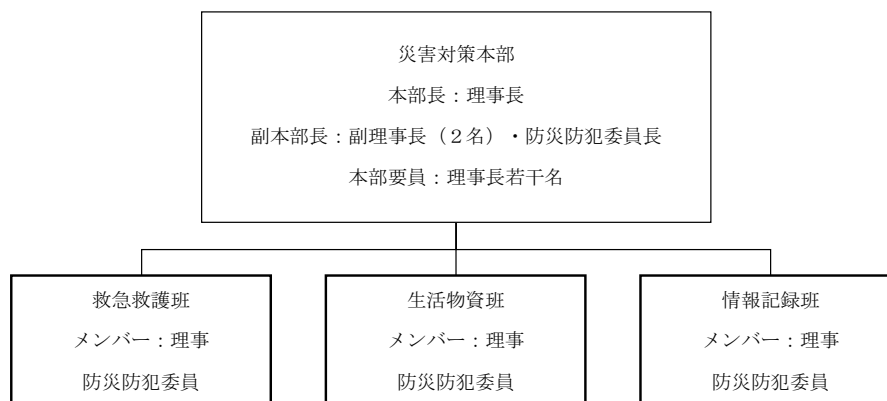 災害対策本部
本部長：理事長
副本部長：副理事長（２名）・防災防犯委員長
本部要員：理事長若干名
救急救護班
メンバー：理事
防災防犯委員
生活物資班
メンバー：理事
防災防犯委員
情報記録班
メンバー：理事
防災防犯委員